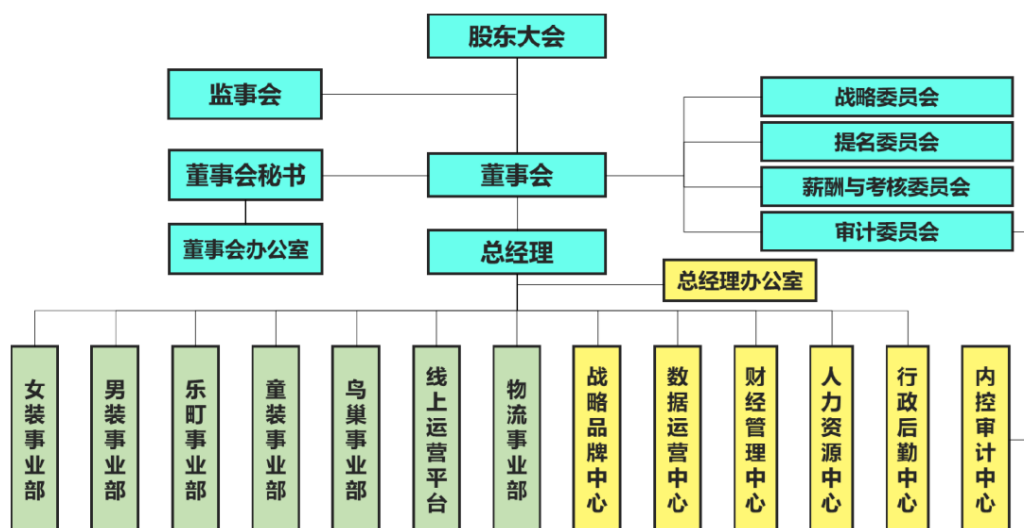 股东大会
监事会
战略委员会
提名委员会
董事会秘书
董事会
薪酬与考核委员会
审计委员会
董事会办公室
总经理
总经理办公室
女装事业部
男装事业部
乐町事业部
童装事业部
鸟巢事业部
线上运营平台
物流事业部
战略品牌中心
数据运营中心
财经管理中心
人力资源中心
行政后勤中心
内控审计中心